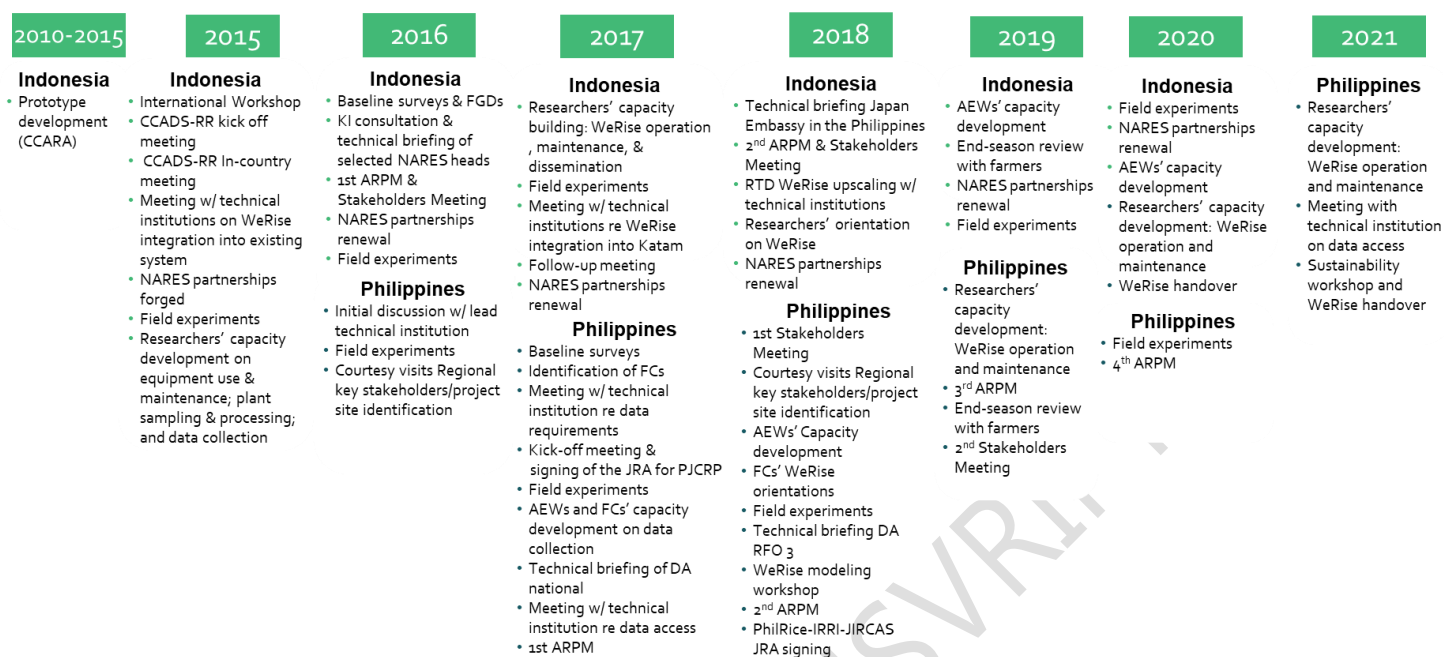 2010-2015
Indonesia
• Prototype
development
(CCARA)
2015
Indonesia
• International Workshop
• CCADS-RR kick off
meeting
• CCADS-RR In-country
meeting
• Meeting w/ technical
institutions on WeRise
integration into existing
system
• NARES partnerships
forged
• Field experiments
• Researchers' capacity
development on
equipment use &
maintenance; plant
sampling & processing;
and data collection
2016
Indonesia
• Baseline surveys & FGDs
• KI consultation &
technical briefing of
selected NARES heads
• 1st ARPM &
Stakeholders Meeting
• NARES partnerships
renewal
• Field experiments
Philippines
• Initial discussion w/ lead
technical institution
• Field experiments
• Courtesy visits Regional
key stakeholders/project
site identification
2017
Indonesia
• Researchers' capacity
building: WeRise operation
, maintenance, &
dissemination
• Field experiments
• Meeting w/ technical
institutions re WeRise
integration into Katam
• Follow-up meeting
• NARES partnerships
renewal
Philippines
• Baseline surveys
• Identification of FCs
• Meeting w/ technical
institution re data
requirements
• Kick-off meeting &
signing of the JRA for PJCRP
• Field experiments
• AEWs and FCs' capacity
development on data
collection
• Technical briefing of DA
national
• Meeting w/ technical
institution re data access
• 1st ARPM
2018
Indonesia
• Technical briefing Japan
Embassy in the Philippines
• 2nd ARPM & Stakeholders
Meeting
• RTD WeRise upscaling w/
technical institutions
• Researchers' orientation
on WeRise
• NARES partnerships
renewal
Philippines
• 1st Stakeholders
Meeting
• Courtesy visits Regional
key stakeholders/project
site identification
• AEWs' Capacity
development
• FCs' WeRise
orientations
• Field experiments
• Technical briefing DA
RFO 3
• WeRise modeling
workshop
• 2nd ARPM
• PhilRice-IRRI-JIRCAS
JRA signing
2019
Indonesia
• AEWs' capacity
development
• End-season review
with farmers
• NARES partnerships
renewal
• Field experiments
Philippines
• Researchers'
capacity
development:
WeRise operation
and maintenance
• 3rd ARPM
• End-season review
with farmers
• 2nd Stakeholders
Meeting
2020
Indonesia
• Field experiments
• NARES partnerships
renewal
• AEWs' capacity
development
• Researchers' capacity
development: WeRise
operation and
maintenance
• WeRise handover
Philippines
• Field experiments
• 4th ARPM
2021
Philippines
• Researchers'
capacity
development:
WeRise operation
and maintenance
• Meeting with
technical institution
on data access
• Sustainability
workshop and
WeRise handover